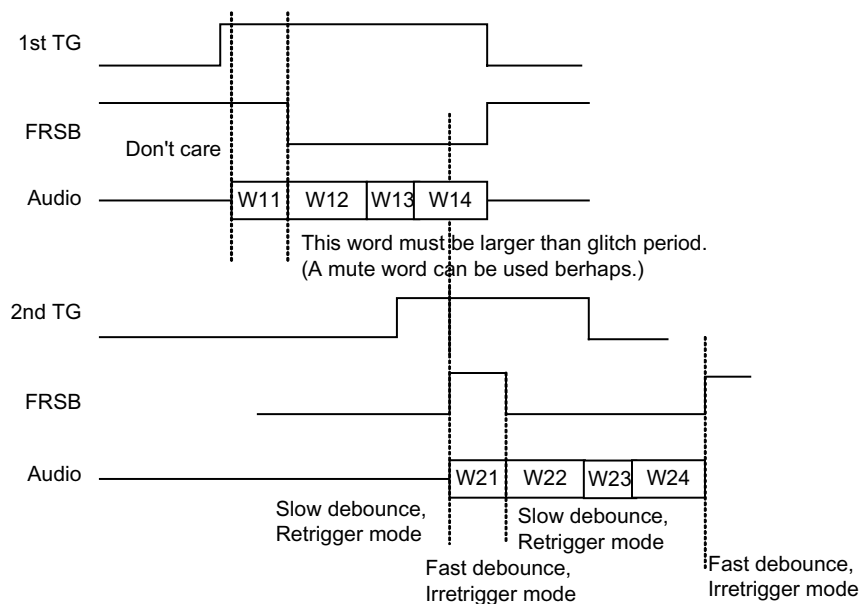 1st TG
FRSB
Don't care
Audio
W11 W12 W13 W14
This word must be larger than glitch period.
(A mute word can be used berhaps.)
2nd TG
FRSB
Audio
W21 W22 W23 W24
Slow debounce,
Retrigger mode
Slow debounce,
Retrigger mode
Fast debounce,
Irretrigger mode
Fast debounce,
Irretrigger mode